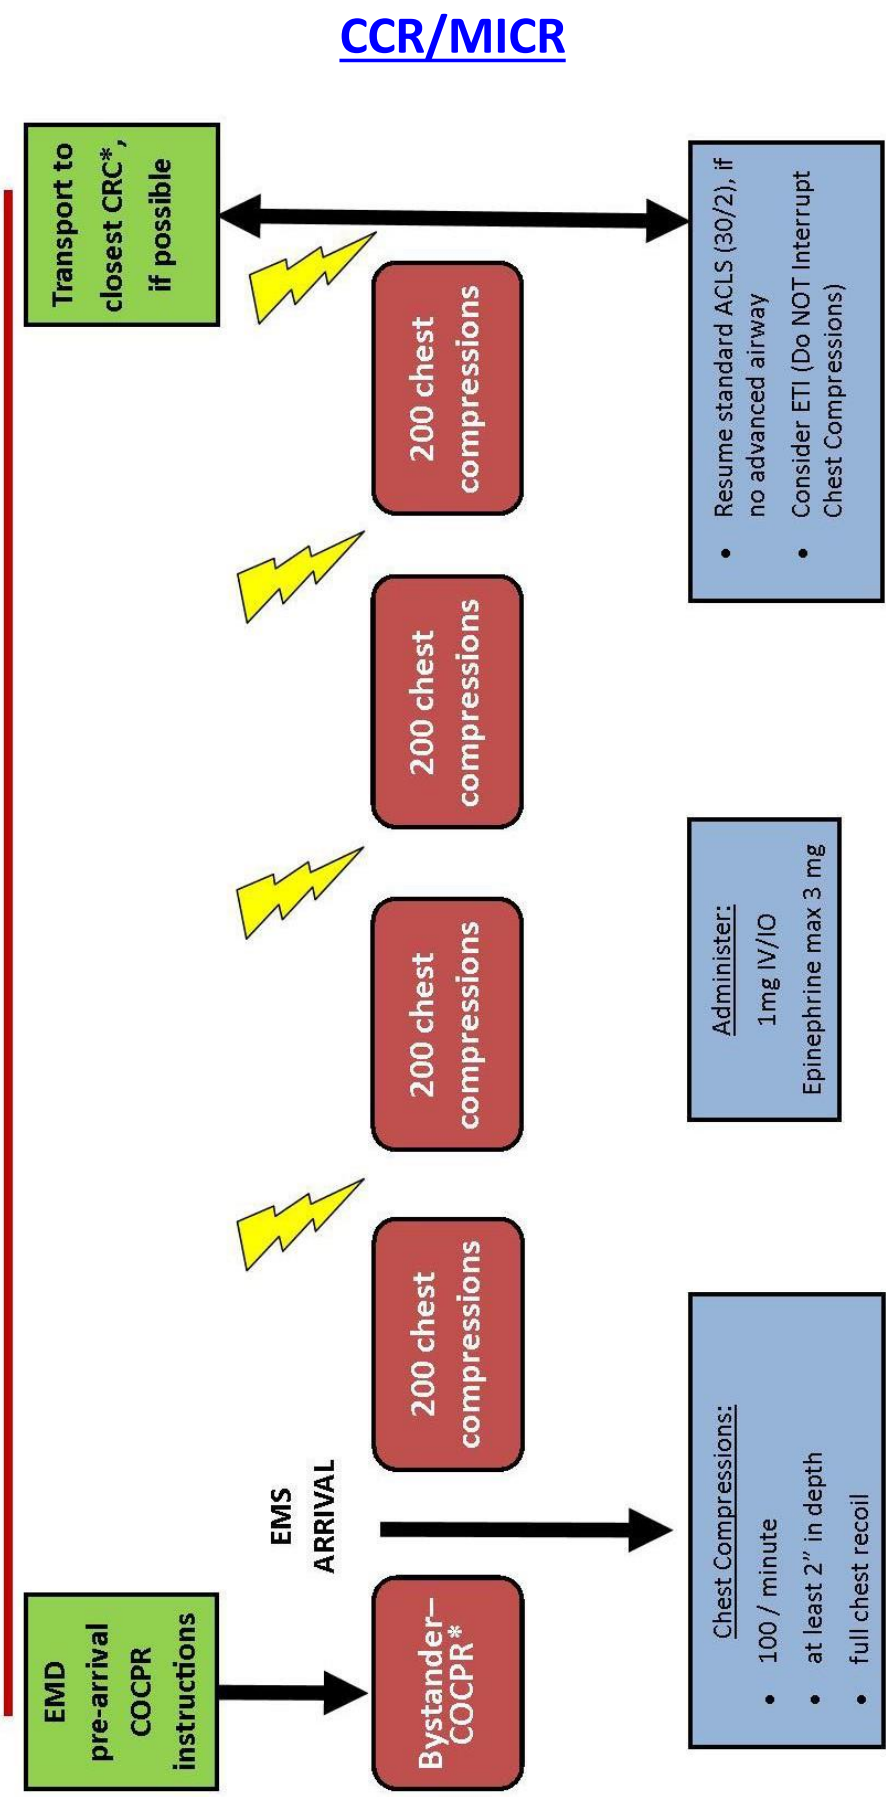 CCR/MICR
EMD
pre-arrival
COCPR
instructions
Transport to
closest CRC*,
if possible
EMS
ARRIVAL
Bystander–
COCPR*
200 chest
compressions
200 chest
compressions
200 chest
compressions
200 chest
compressions
Chest Compressions:
• 100 / minute
• at least 2” in depth
• full chest recoil
Administer:
1mg IV/IO
Epinephrine max 3 mg
• Resume standard ACLS (30/2), if
no advanced airway
• Consider ETI (Do NOT Interrupt
Chest Compressions)